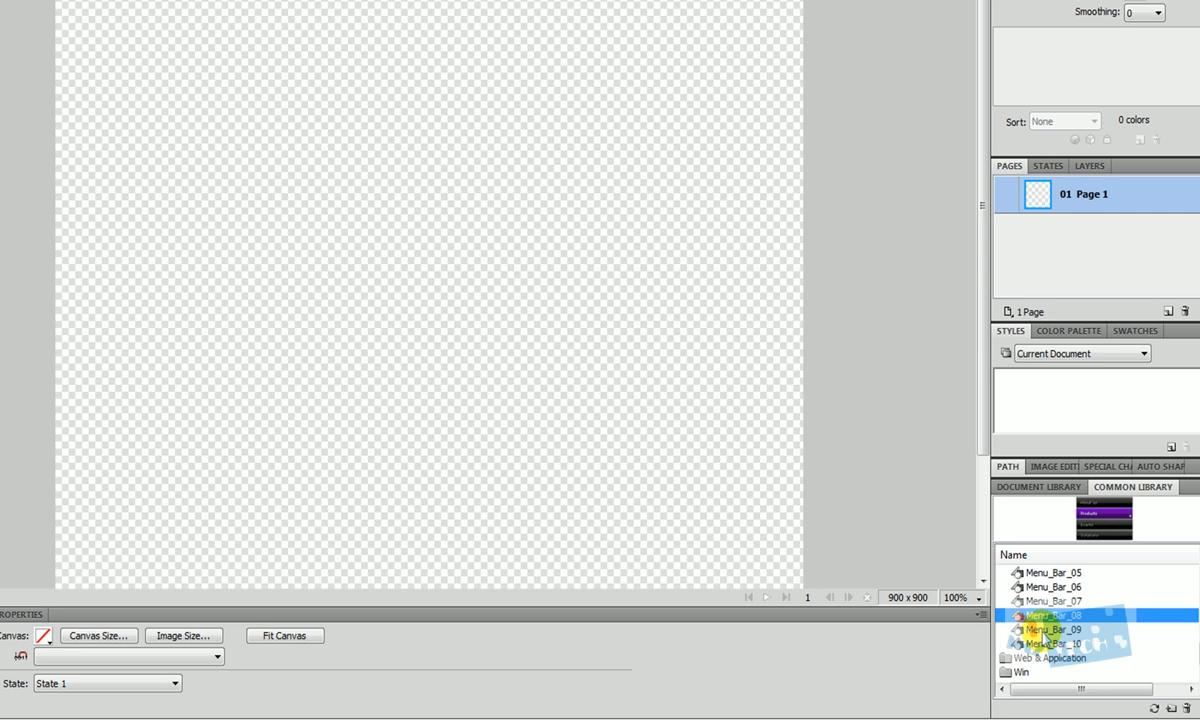 Smoothing: 0
Sort: None 0 colors
PAGES STATES LAYERS
01 Page 1
1 Page
STYLES COLOR PALETTE SWATCHES
Current Document
PATH IMAGE EDIT SPECIAL CHA AUTO SHAP
DOCUMENT LIBRARY COMMON LIBRARY
Products
Name
Menu_Bar_05
Menu_Bar_06
Menu_Bar_07
Menu_Bar_08
Menu_Bar_09
Menu_Bar_10
Web & Application
Win
1 900 x 900 100%
ROPERTIES
Canvas: Canvas Size... Image Size... Fit Canvas
State: State 1